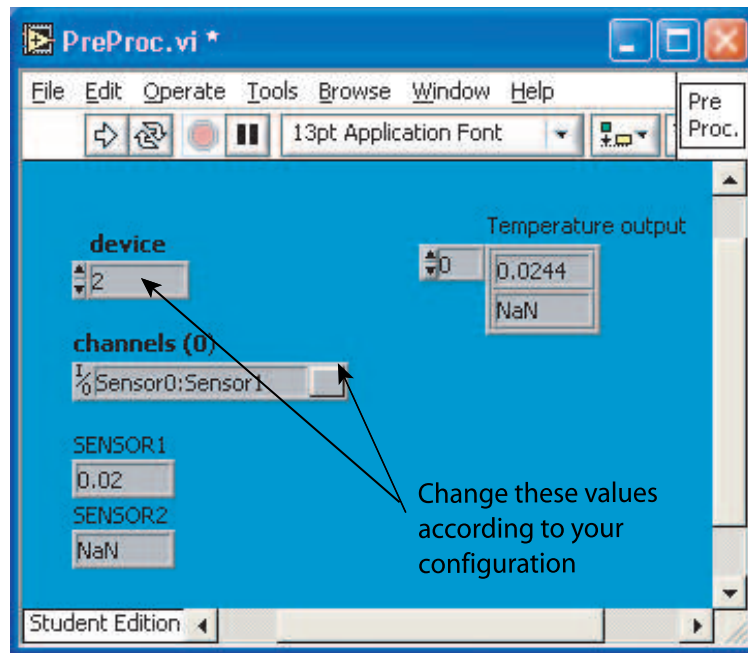 PreProc.vi *
File Edit Operate Tools Browse Window Help
Pre
Proc.
13pt Application Font
device
2
Temperature output
0
0.0244
NaN
channels (0)
I/O Sensor0:Sensor1
SENSOR1
0.02
SENSOR2
NaN
Change these values
according to your
configuration
Student Edition